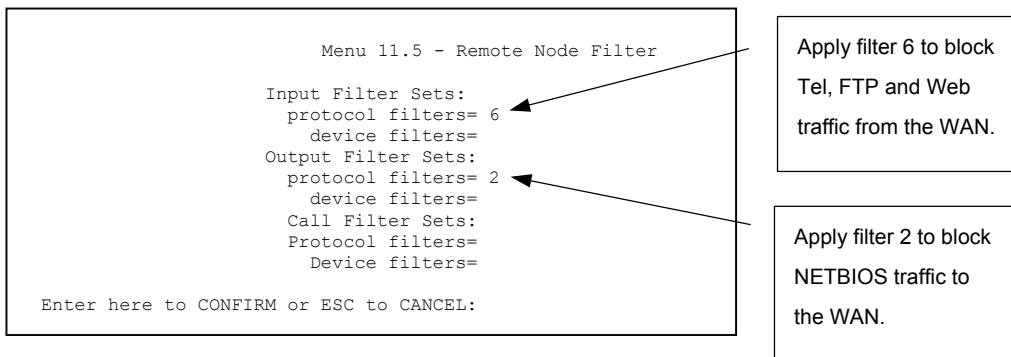 Menu 11.5 - Remote Node Filter
Input Filter Sets:
protocol filters= 6
device filters=
Output Filter Sets:
protocol filters= 2
device filters=
Call Filter Sets:
Protocol filters=
Device filters=
Enter here to CONFIRM or ESC to CANCEL:
Apply filter 6 to block
Tel, FTP and Web
traffic from the WAN.
Apply filter 2 to block
NETBIOS traffic to
the WAN.